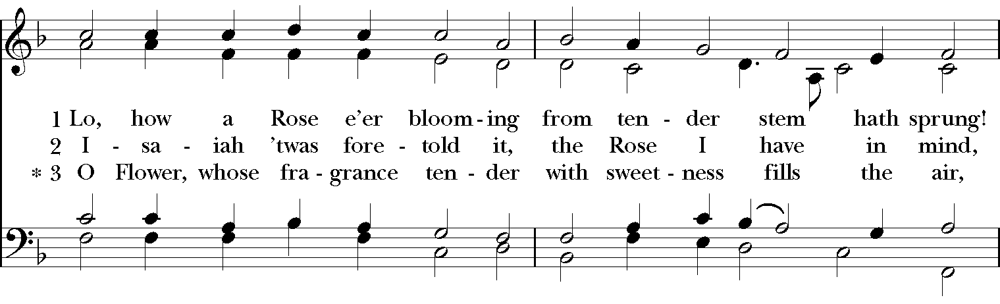 1 Lo, how a Rose e’er bloom - ing from ten - der stem hath sprung!
2 I - sa - iah ’twas fore - told it, the Rose I have in mind,
* 3 O Flower, whose fra - grance ten - der with sweet - ness fills the air,